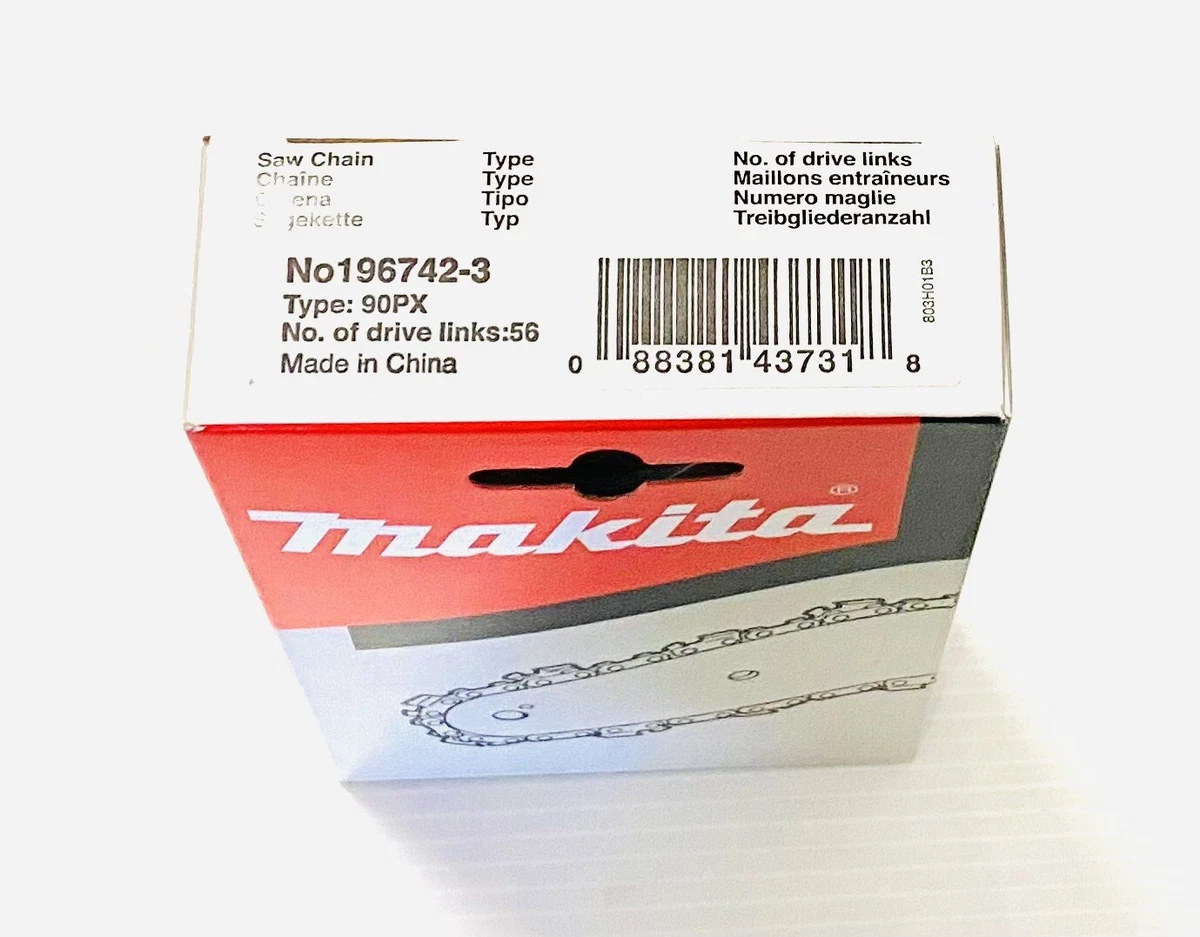 Saw Chain Type No. of drive links
Chaîne Type Maillons entraîneurs
Tipo Numero maglie
Typ Treibgliederanzahl
No196742-3
Type: 90PX
No. of drive links:56
Made in China
0 88381 43731 8
803H01B3
makita®